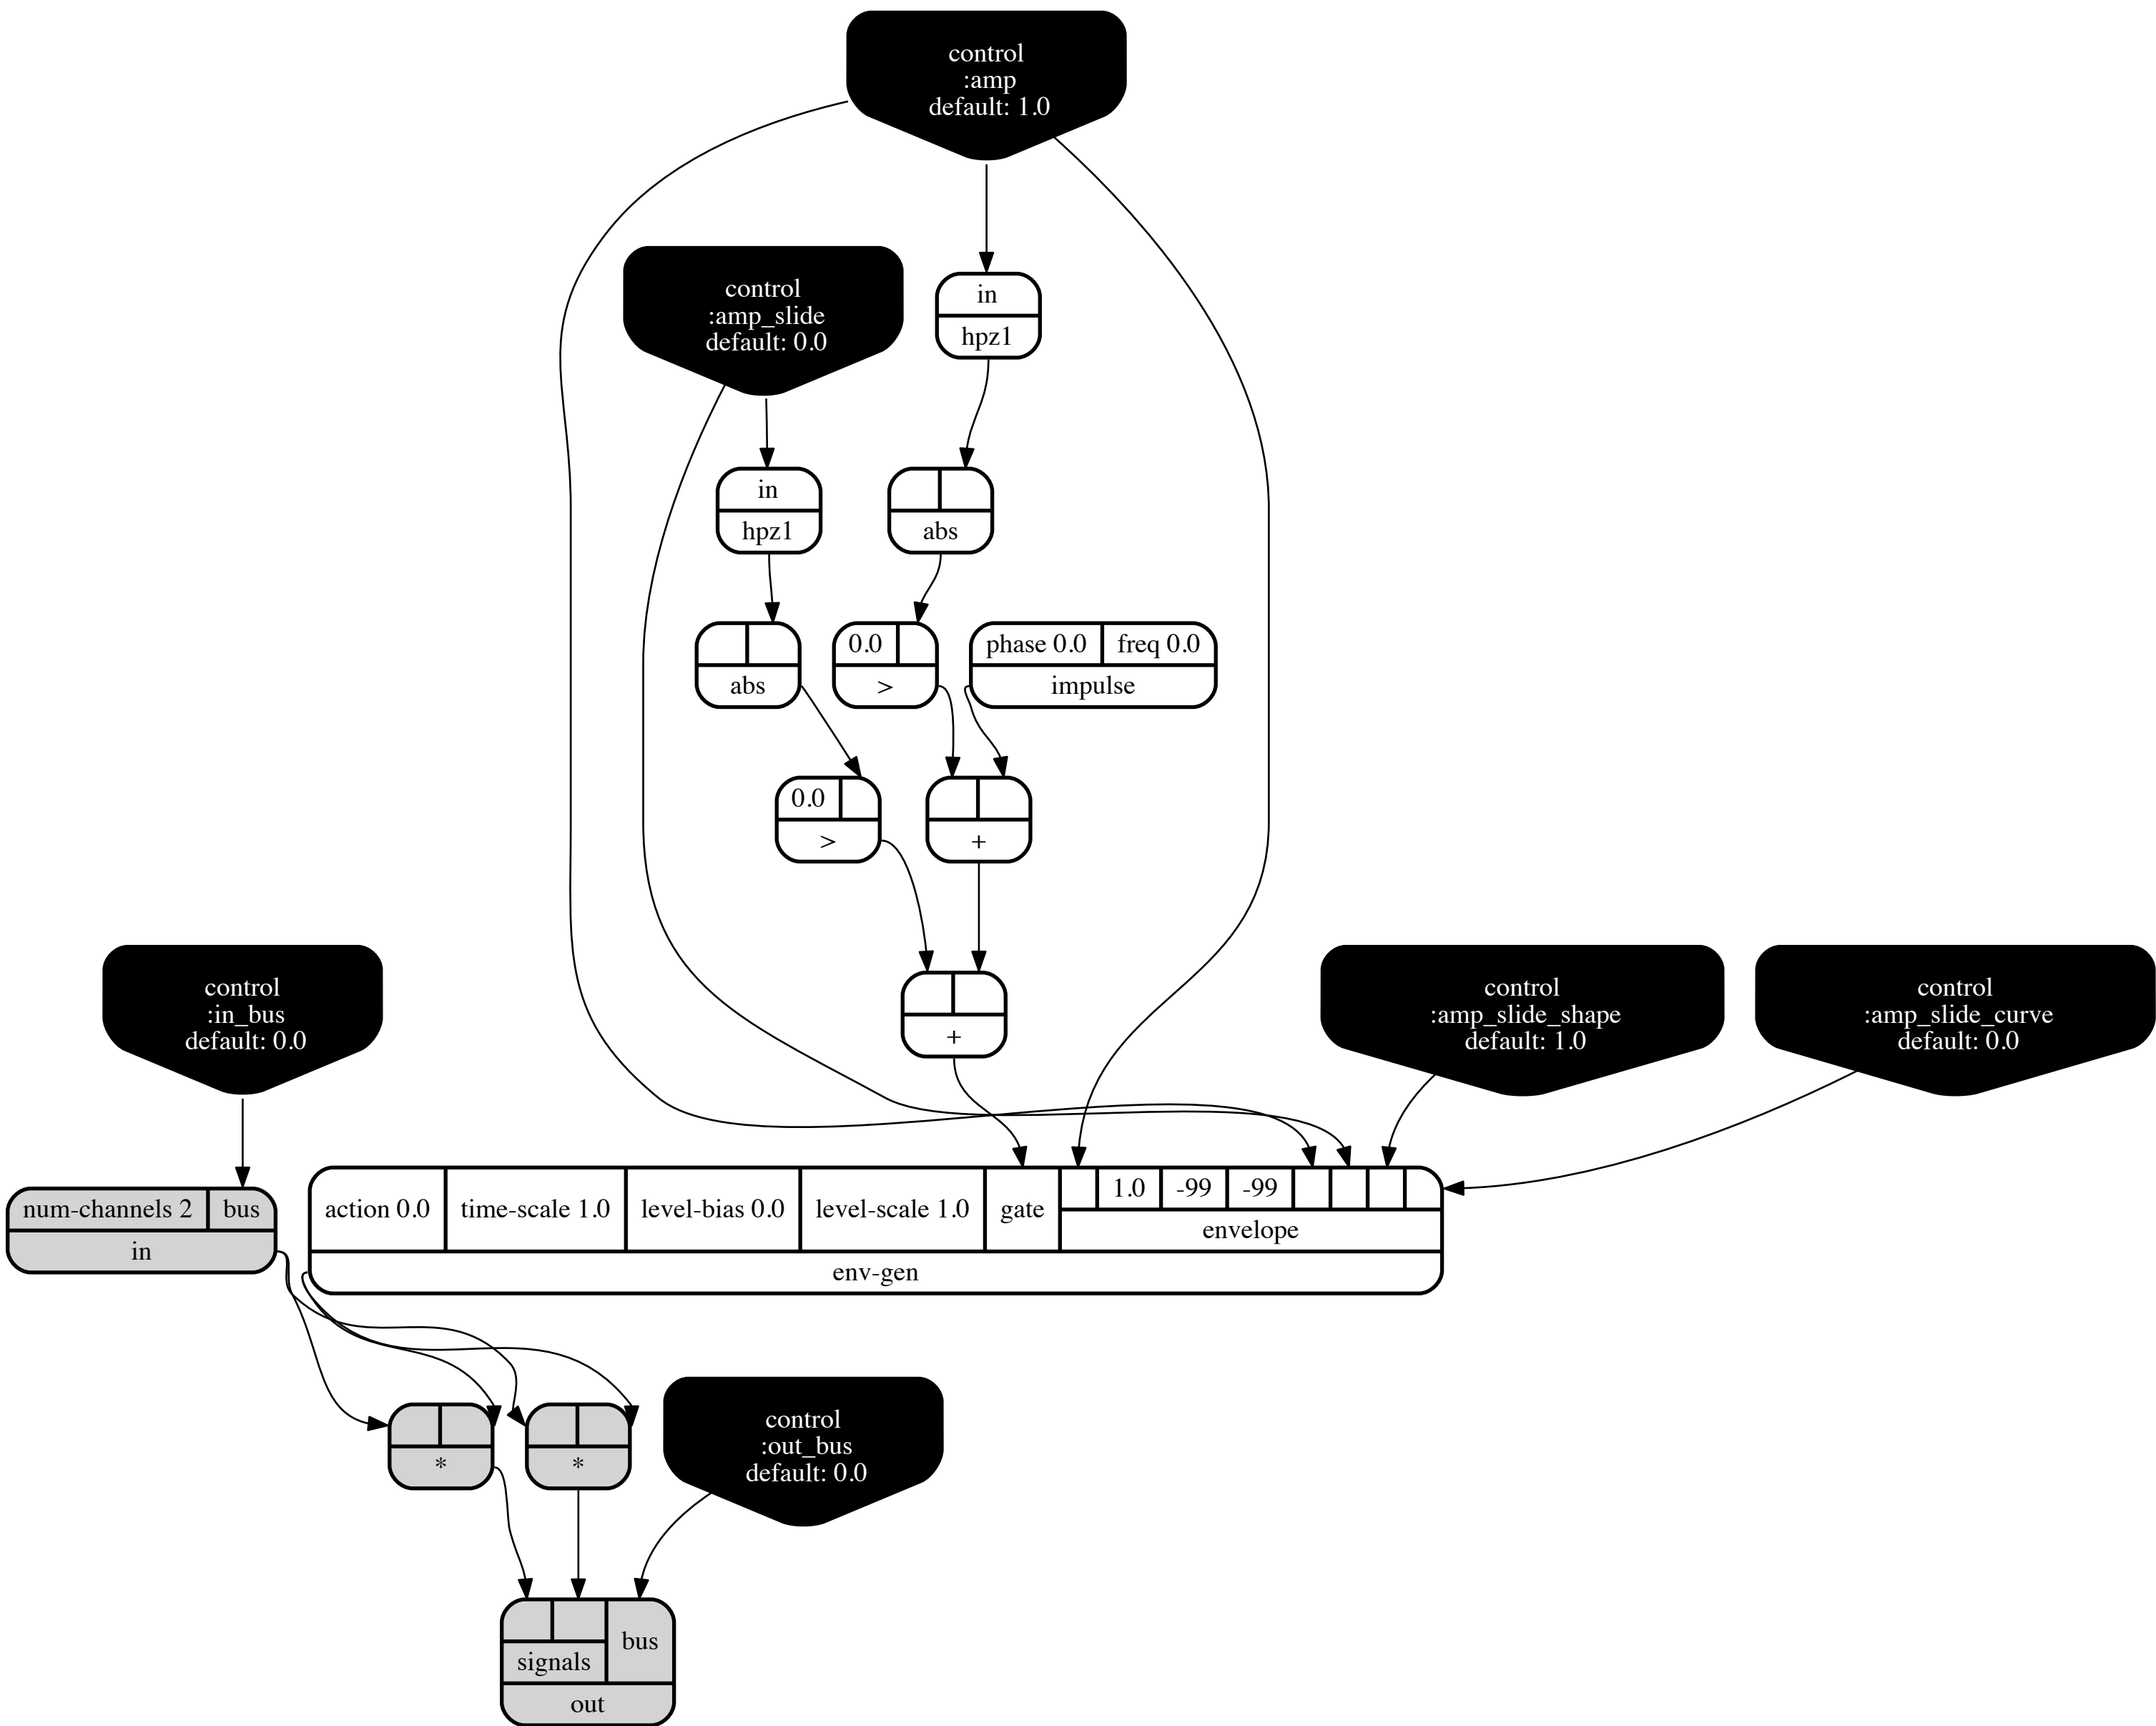 control
:amp
default: 1.0
control
:amp_slide
default: 0.0
in
hpz1
in
hpz1
abs
abs
0.0
>
phase 0.0 freq 0.0
impulse
0.0
>
+
control
:in_bus
default: 0.0
+
control
:amp_slide_shape
default: 1.0
control
:amp_slide_curve
default: 0.0
num-channels 2 bus
in
action 0.0 time-scale 1.0 level-bias 0.0 level-scale 1.0 gate 1.0 -99 -99
envelope
env-gen
*
*
control
:out_bus
default: 0.0
bus
signals
out